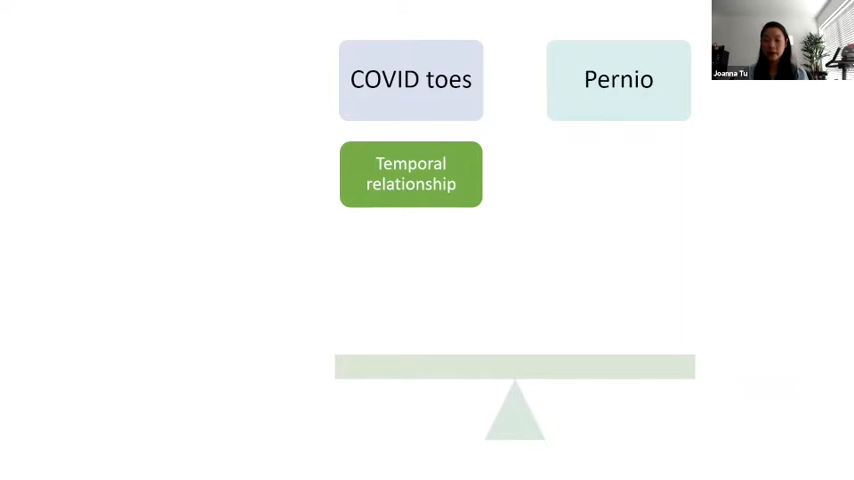 COVID toes
Pernio
Joanna Tu
Temporal
relationship